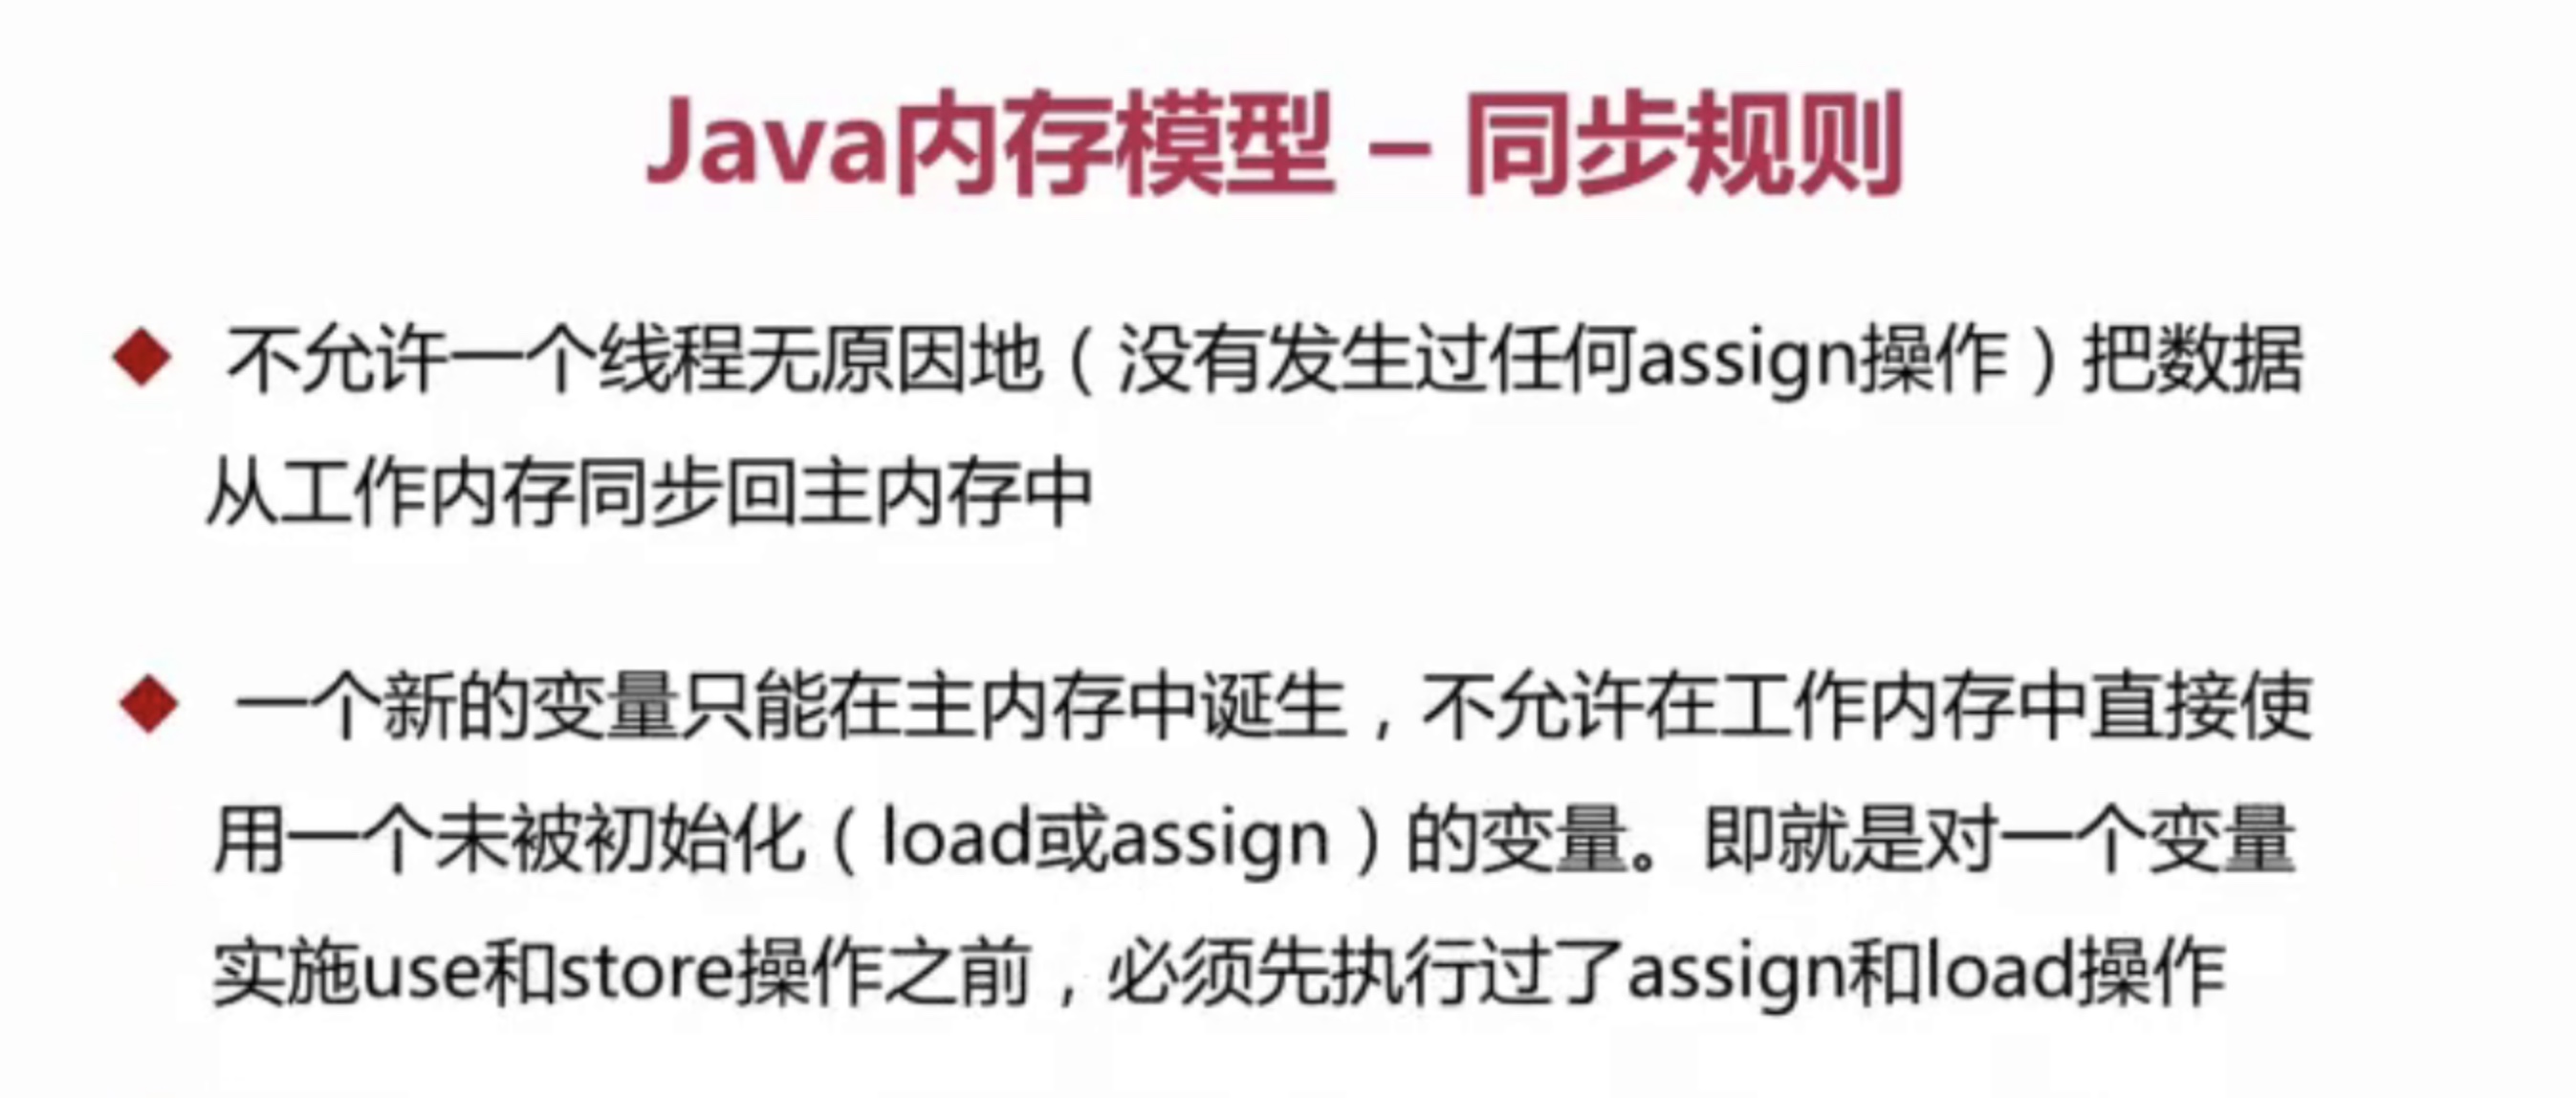 Java内存模型 – 同步规则
不允许一个线程无原因地（没有发生过任何assign操作）把数据
从工作内存同步回主内存中
一个新的变量只能在主内存中诞生，不允许在工作内存中直接使
用一个未被初始化（load或assign）的变量。即就是对一个变量
实施use和store操作之前，必须先执行过了assign和load操作